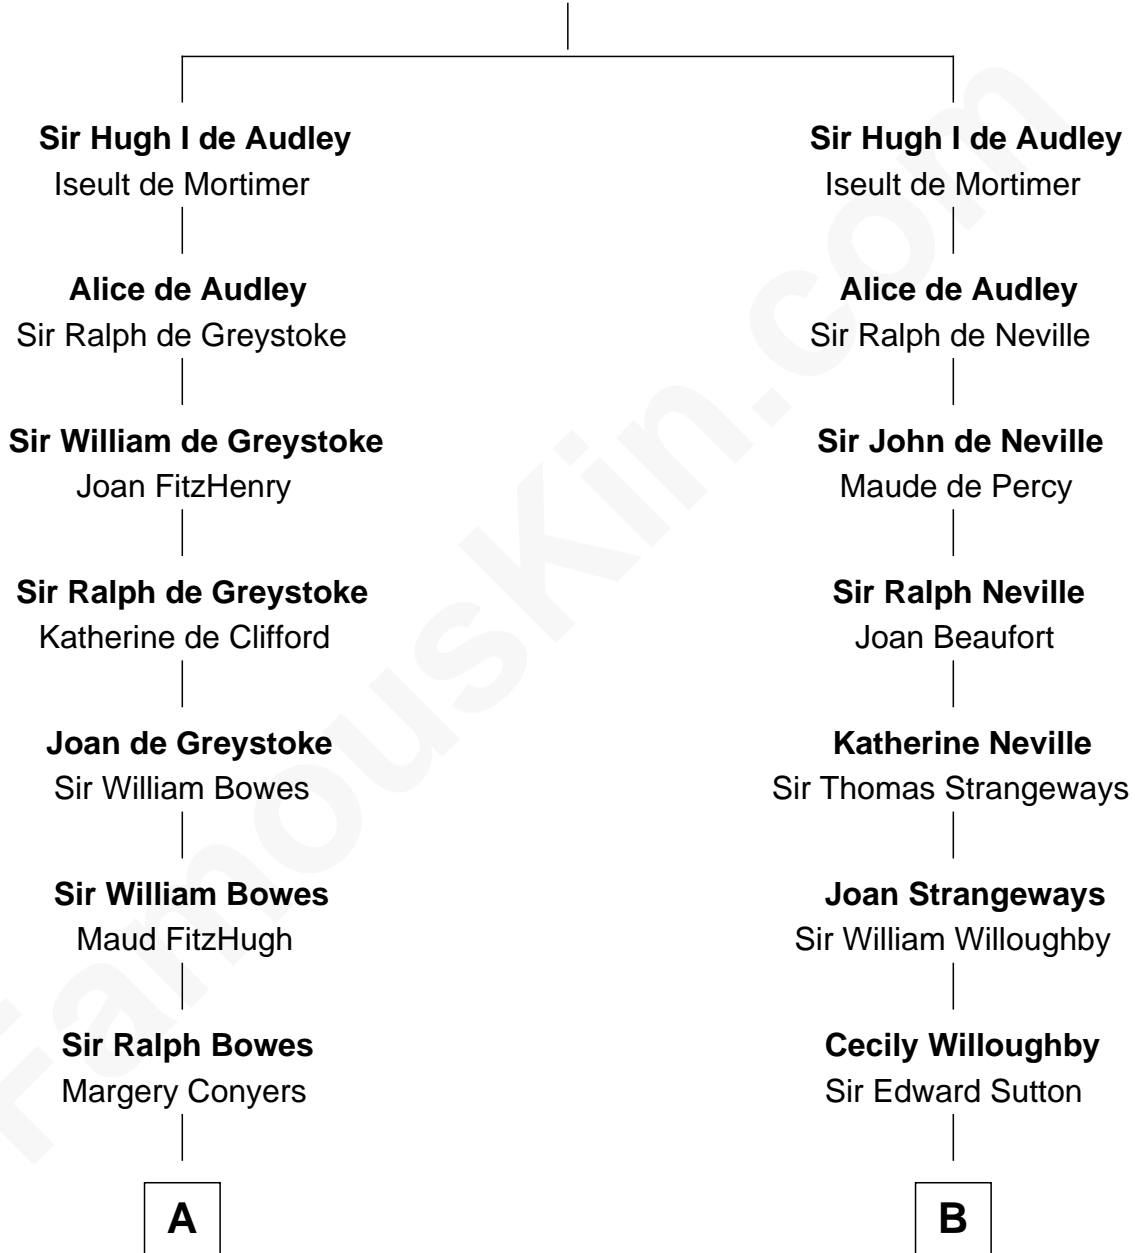 Sir Hugh I de Audley
Iseult de Mortimer
Alice de Audley
Sir Ralph de Greystoke
Sir William de Greystoke
Joan FitzHenry
Sir Ralph de Greystoke
Katherine de Clifford
Joan de Greystoke
Sir William Bowes
Sir William Bowes
Maud FitzHugh
Sir Ralph Bowes
Margery Conyers
A
Sir Hugh I de Audley
Iseult de Mortimer
Alice de Audley
Sir Ralph de Neville
Sir John de Neville
Maude de Percy
Sir Ralph Neville
Joan Beaufort
Katherine Neville
Sir Thomas Strangeways
Joan Strangeways
Sir William Willoughby
Cecily Willoughby
Sir Edward Sutton
B
FamousKin.com